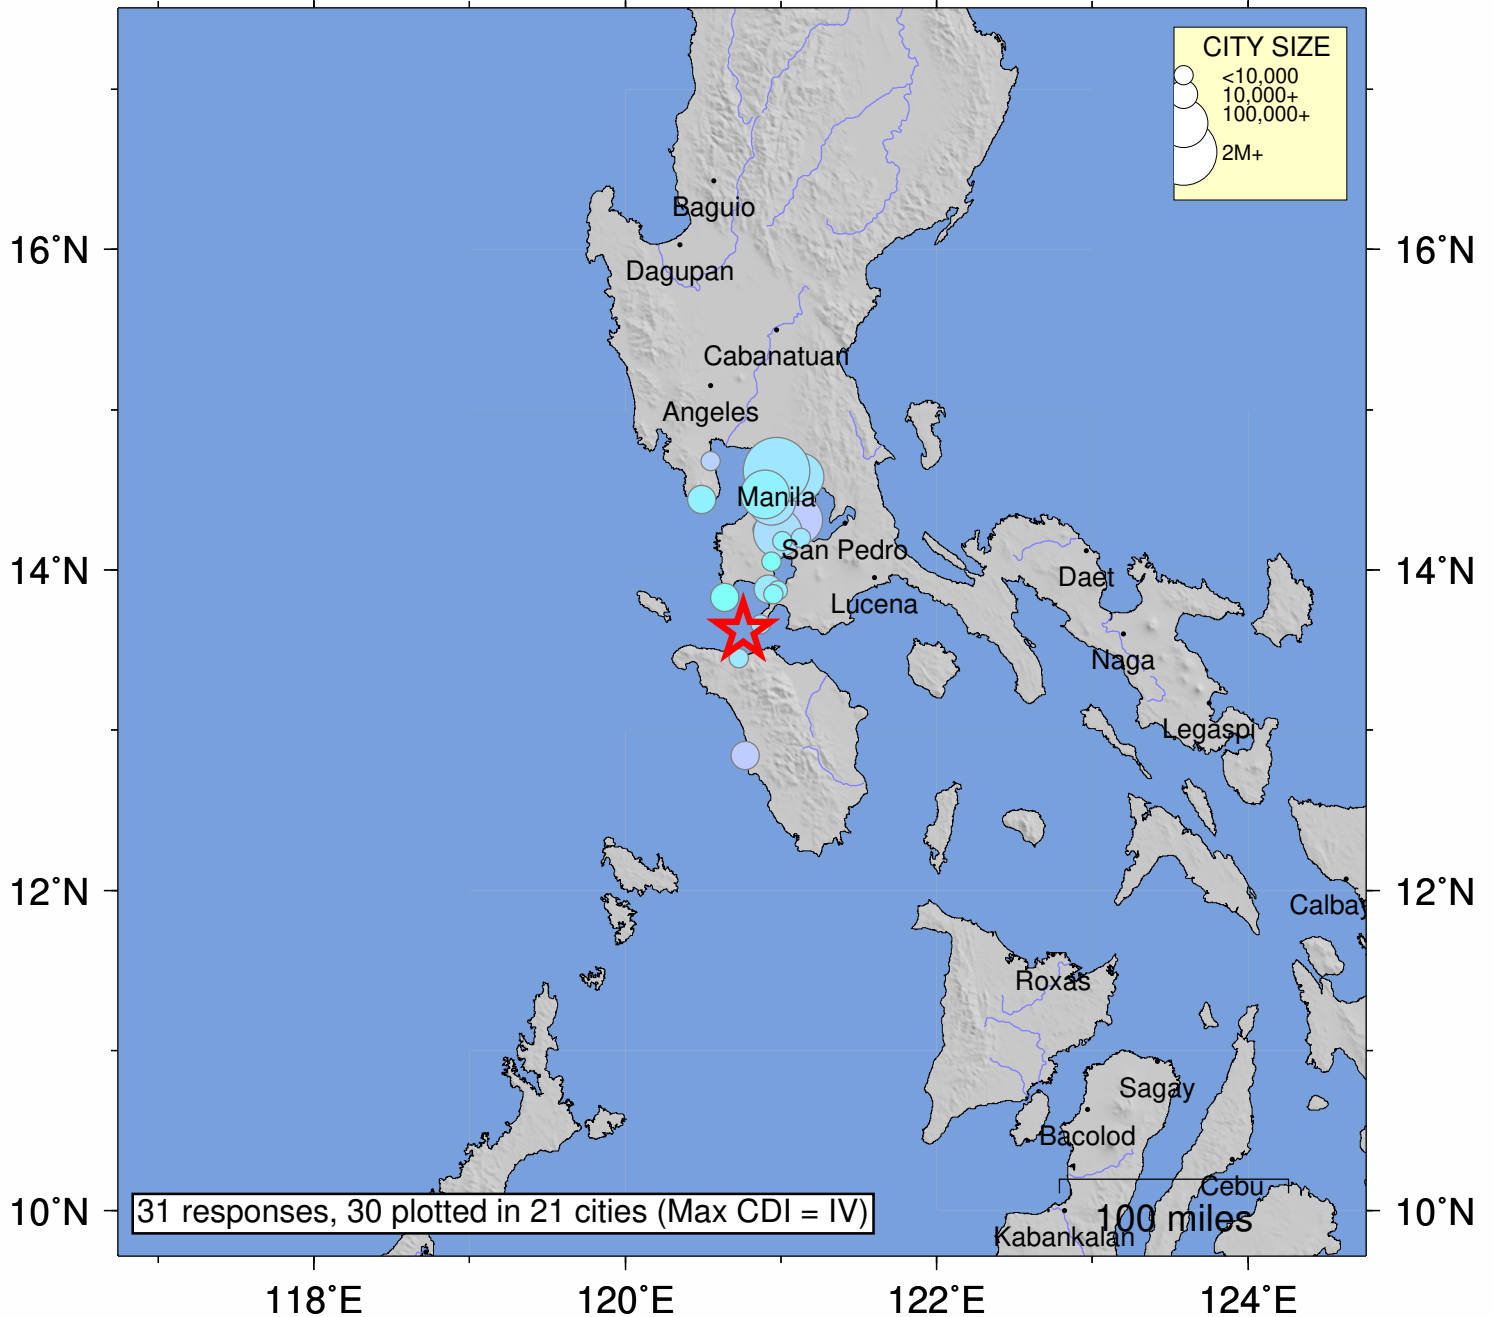 CITY SIZE
<10,000
10,000+
100,000+
2M+
Baguio
16˚N
16˚N
Dagupan
Cabanatuan
Angeles
Manila
San Pedro
14˚N
14˚N
Daet
Lucena
Naga
Legaspi
12˚N
12˚N
Calbay
Roxas
Sagay
Bacolod
Cebu
10˚N
31 responses, 30 plotted in 21 cities (Max CDI = IV)
100 miles
10˚N
Kabankalan
118˚E
120˚E
122˚E
124˚E